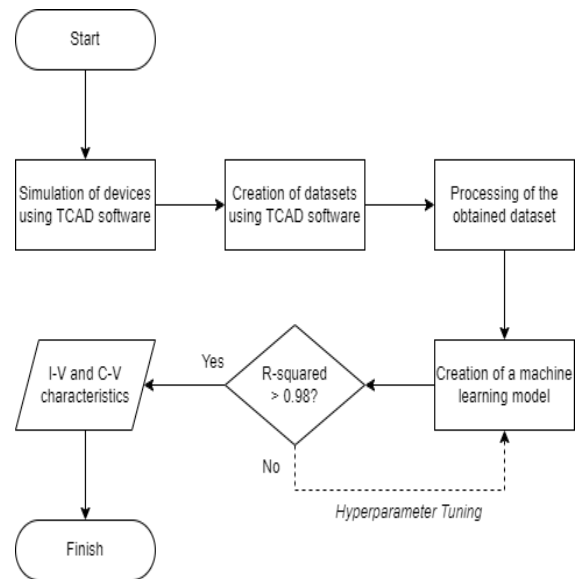 Start
Simulation of devices
using TCAD software
Creation of datasets
using TCAD software
Processing of the
obtained dataset
Creation of a machine
learning model
R-squared
> 0.98?
Yes
No
Hyperparameter Tuning
I-V and C-V
characteristics
Finish